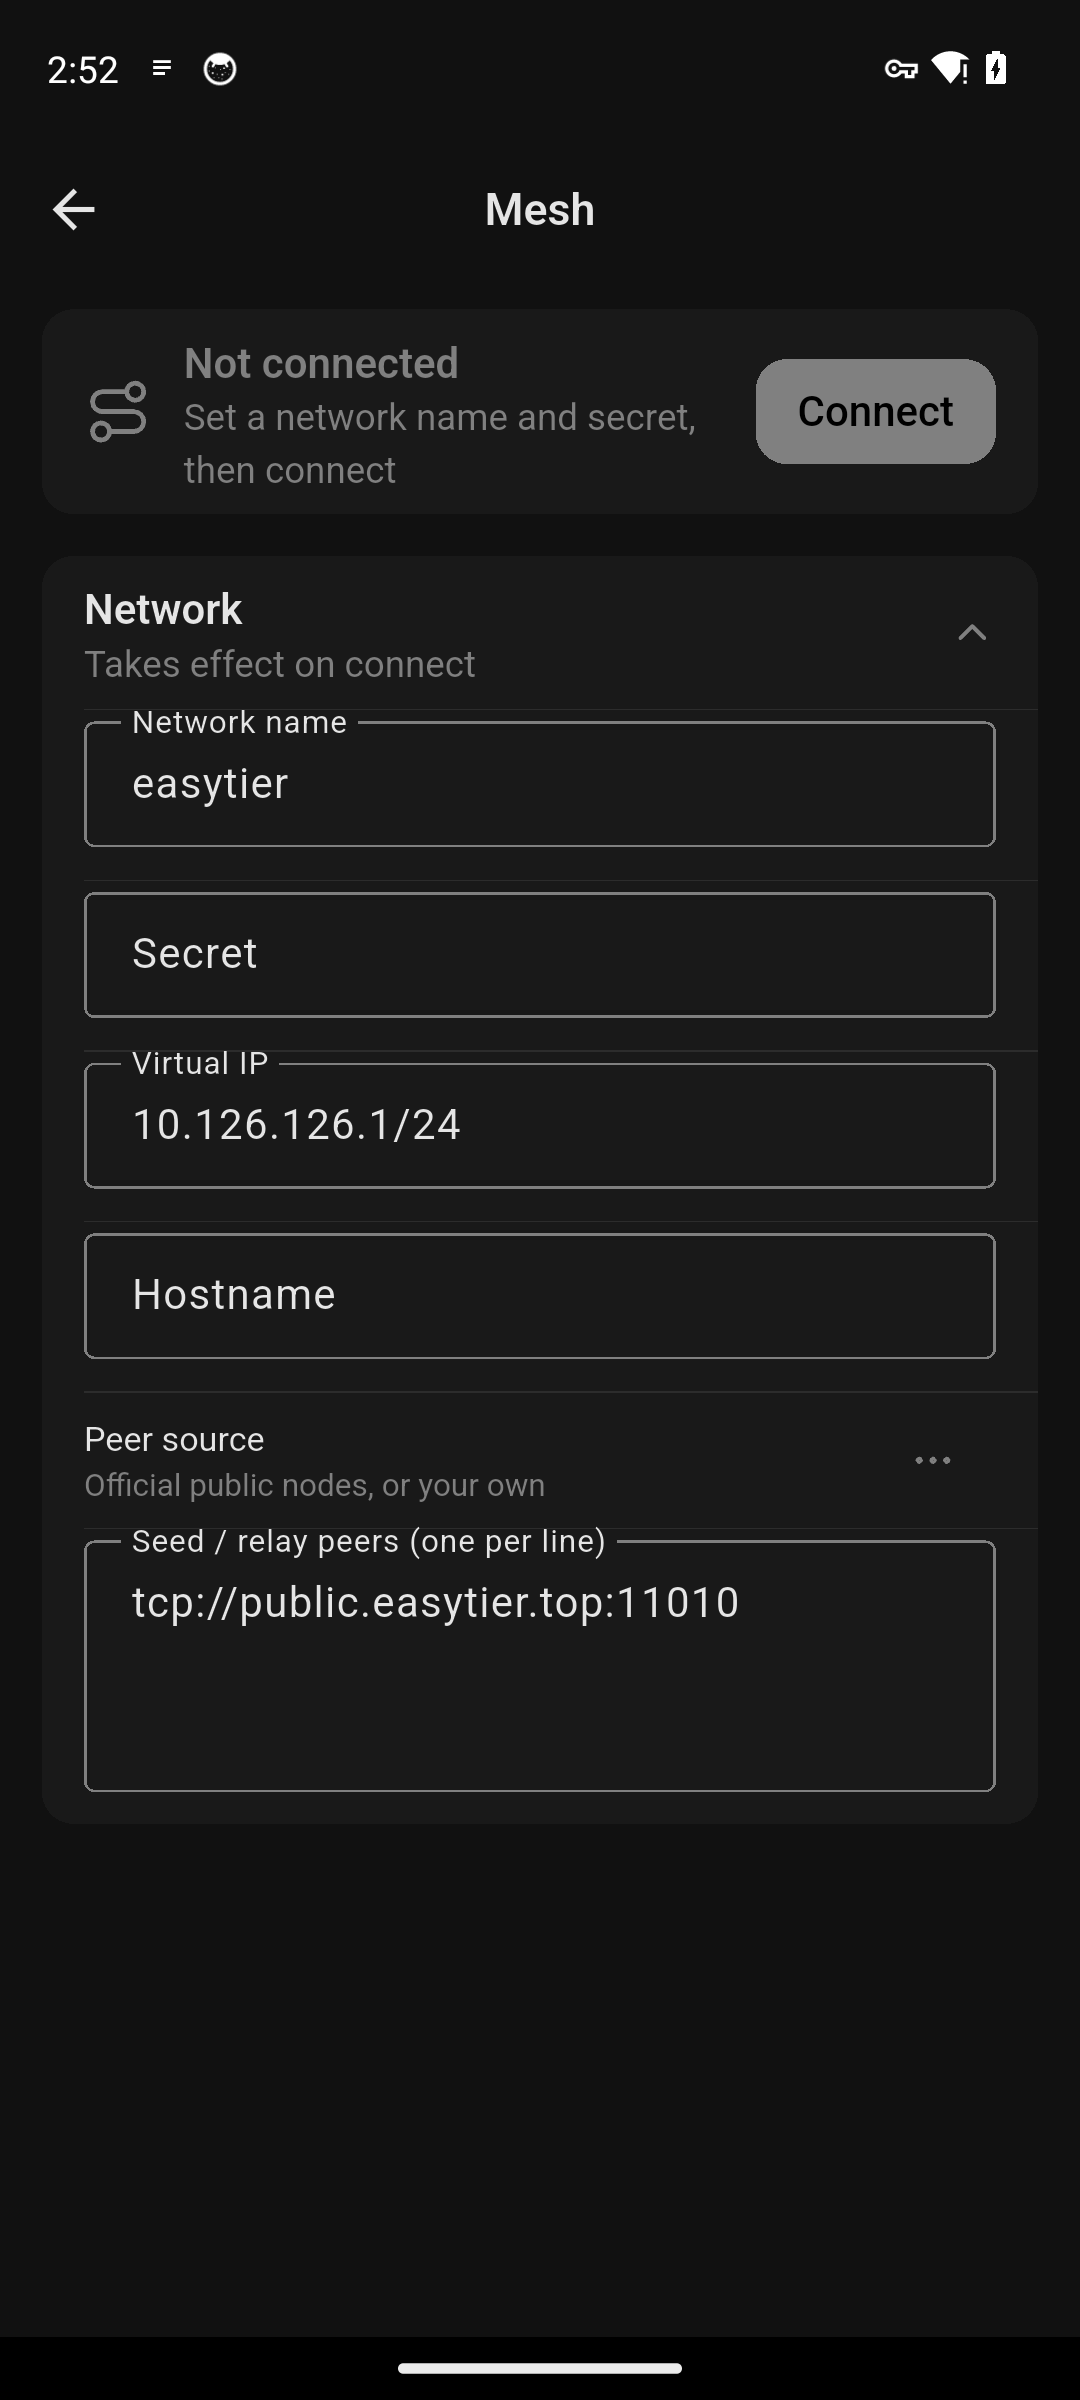 2:52
Mesh
Not connected
Set a network name and secret,
then connect
Connect
Network
Takes effect on connect
Network name
easytier
Secret
Virtual IP
10.126.126.1/24
Hostname
Peer source
Official public nodes, or your own
Seed / relay peers (one per line)
tcp://public.easytier.top:11010